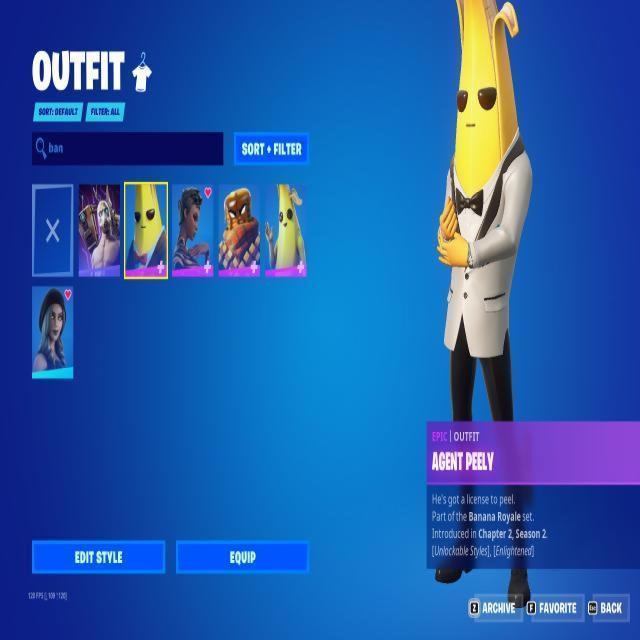 OUTFIT
SORT: DEFAULT FILTER: ALL
ban
SORT + FILTER
EPIC | OUTFIT
AGENT PEELY
He's got a license to peel.
Part of the Banana Royale set.
Introduced in Chapter 2, Season 2.
[Unlockable Styles], [Enlightened]
EDIT STYLE
EQUIP
Z ARCHIVE
F FAVORITE
Esc BACK